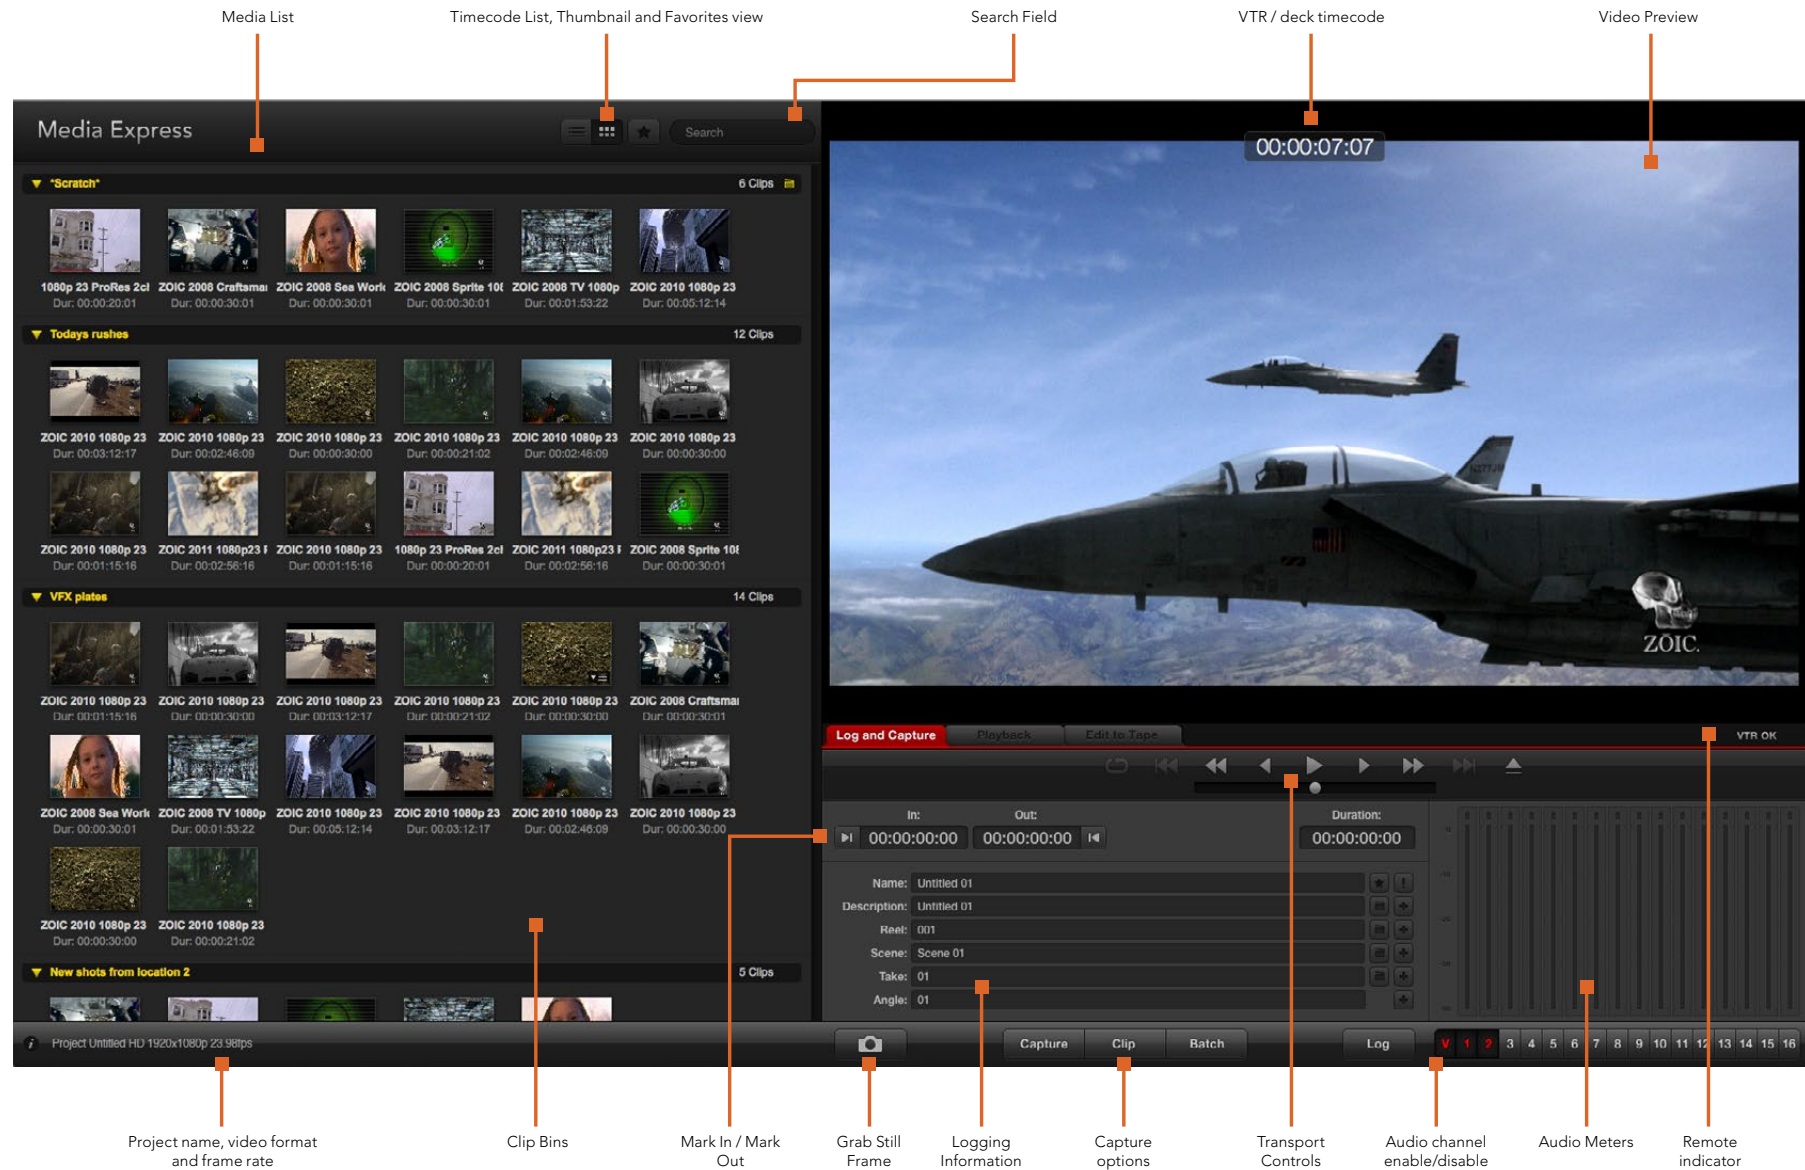 Media List
Timecode List, Thumbnail and Favorites view
Search Field
VTR / deck timecode
Video Preview
Media Express
Search
00:00:07:07
*Scratch*
6 Clips
1080p 23 ProRes 2cl
ZOIC 2008 Craftsmai
ZOIC 2008 Sea Work
ZOIC 2008 Sprite 108
ZOIC 2008 TV 1080p
ZOIC 2010 1080p 23
Dur: 00:00:20:01
Dur: 00:00:30:01
Dur: 00:00:30:01
Dur: 00:00:30:01
Dur: 00:01:53:22
Dur: 00:05:12:14
Todays rushes
12 Clips
ZOIC 2010 1080p 23
ZOIC 2010 1080p 23
ZOIC 2010 1080p 23
ZOIC 2010 1080p 23
ZOIC 2010 1080p 23
ZOIC 2010 1080p 23
Dur: 00:03:12:17
Dur: 00:02:46:09
Dur: 00:00:30:00
Dur: 00:00:21:02
Dur: 00:02:46:09
Dur: 00:00:30:00
ZOIC 2010 1080p 23
ZOIC 2011 1080p23 F
ZOIC 2010 1080p 23
1080p 23 ProRes 2cl
ZOIC 2011 1080p23 F
ZOIC 2008 Sprite 108
Dur: 00:01:15:16
Dur: 00:02:56:16
Dur: 00:01:15:16
Dur: 00:00:20:01
Dur: 00:02:56:16
Dur: 00:00:30:01
VFX plates
14 Clips
ZOIC 2010 1080p 23
ZOIC 2010 1080p 23
ZOIC 2010 1080p 23
ZOIC 2010 1080p 23
ZOIC 2010 1080p 23
ZOIC 2008 Craftsmai
Dur: 00:01:15:16
Dur: 00:00:30:00
Dur: 00:03:12:17
Dur: 00:00:21:02
Dur: 00:00:30:00
Dur: 00:00:30:01
ZOIC 2008 Sea Work
ZOIC 2008 TV 1080p
ZOIC 2010 1080p 23
ZOIC 2010 1080p 23
ZOIC 2010 1080p 23
ZOIC 2010 1080p 23
Dur: 00:00:30:01
Dur: 00:01:53:22
Dur: 00:05:12:14
Dur: 00:03:12:17
Dur: 00:02:46:09
Dur: 00:00:30:00
ZOIC 2010 1080p 23
ZOIC 2010 1080p 23
Dur: 00:00:30:00
Dur: 00:00:21:02
New shots from location 2
5 Clips
Project Untitled HD 1920x1080p 23.98fps
ZOIC.
Log and Capture
Playback
Edit to Tape
VTR OK
In:
Out:
Duration:
00:00:00:00
00:00:00:00
00:00:00:00
Name: Untitled 01
Description: Untitled 01
Reel: 001
Scene: Scene 01
Take: 01
Angle: 01
Capture
Clip
Batch
Log
V 1 2 3 4 5 6 7 8 9 10 11 12 13 14 15 16
Project name, video format
and frame rate
Clip Bins
Mark In / Mark
Out
Grab Still
Frame
Logging
Information
Capture
options
Transport
Controls
Audio channel
enable/disable
Audio Meters
Remote
indicator